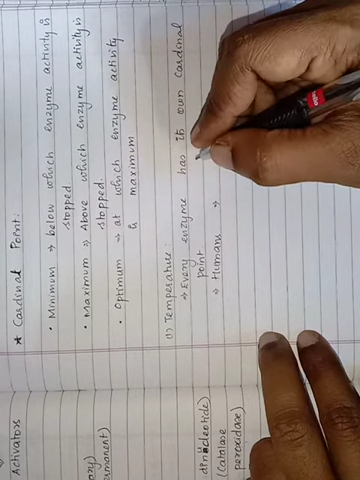 ★ Cardinal Point:
• Minimum → below which enzyme activity is
stopped
• Maximum → Above which enzyme activity is
stopped.
• Optimum → at which enzyme activity
is maximum
(1) Temperature:
→ Every enzyme has its own cardinal
point
→ Humans →
Activators
dinucleotide)
(Catalase
peroxidase)